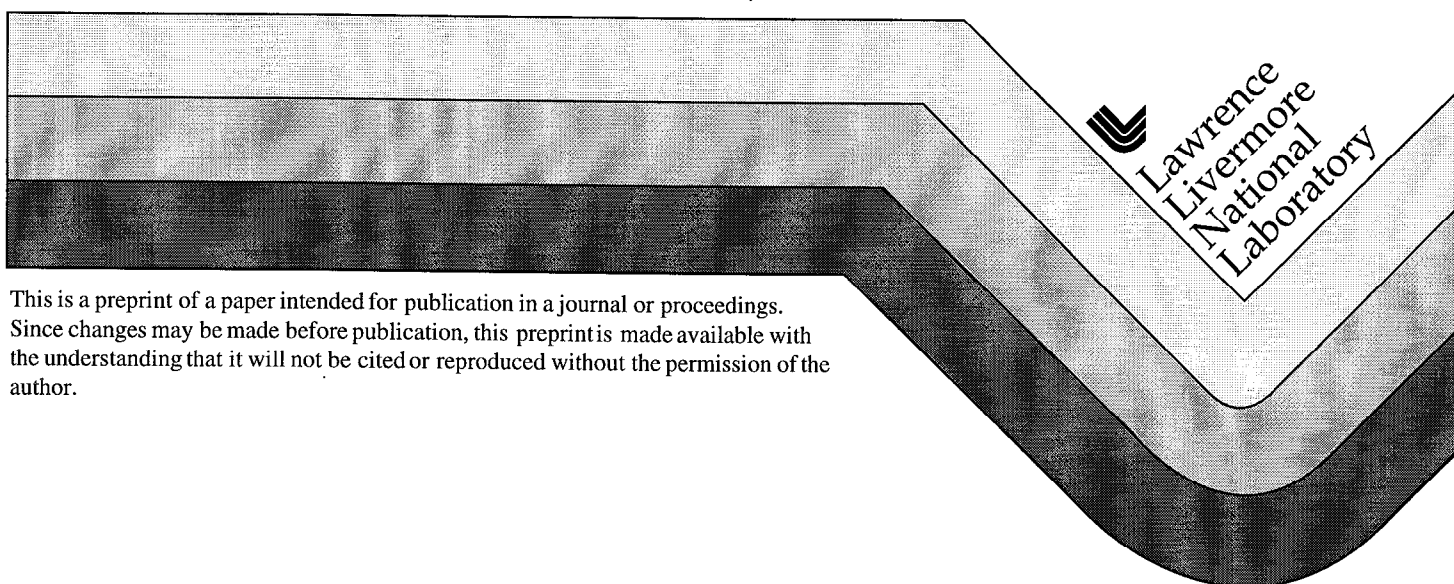 Lawrence
Livermore
National
Laboratory
This is a preprint of a paper intended for publication in a journal or proceedings.
Since changes may be made before publication, this preprint is made available with
the understanding that it will not be cited or reproduced without the permission of the
author.